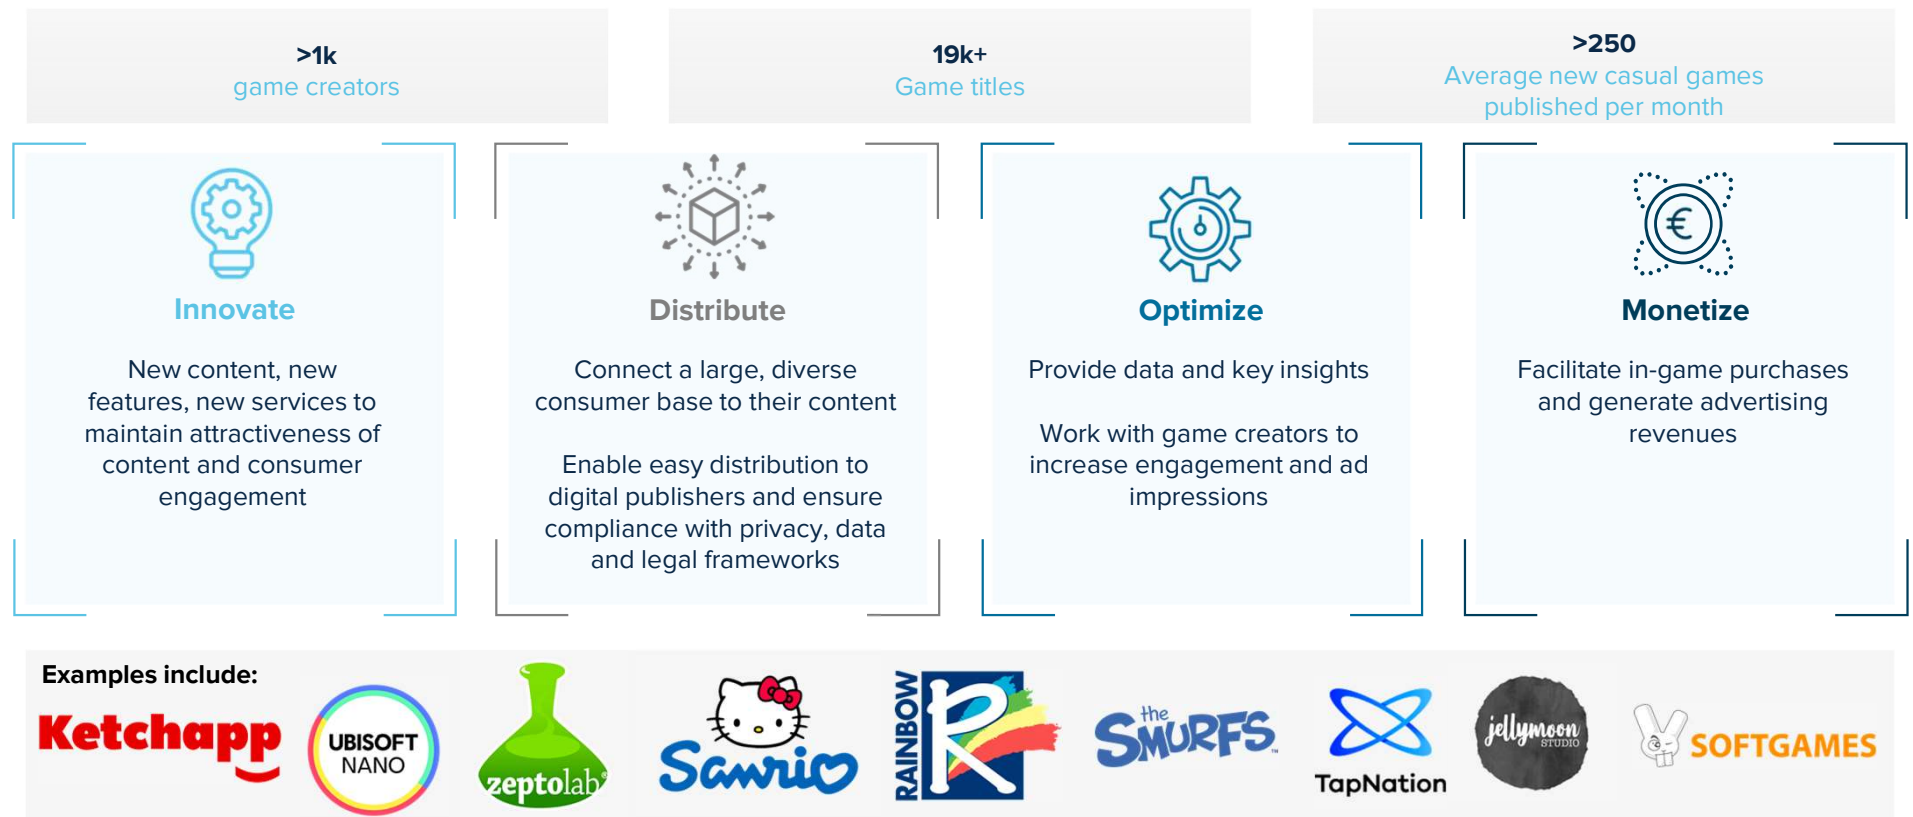 >1k
game creators
19k+
Game titles
>250
Average new casual games
published per month
Innovate
New content, new
features, new services to
maintain attractiveness of
content and consumer
engagement
Distribute
Connect a large, diverse
consumer base to their content
Enable easy distribution to
digital publishers and ensure
compliance with privacy, data
and legal frameworks
Optimize
Provide data and key insights
Work with game creators to
increase engagement and ad
impressions
€
Monetize
Facilitate in-game purchases
and generate advertising
revenues
Examples include:
Ketchapp
UBISOFT
NANO
zeptolab®
Sanrio
RAINBOW
R
the
SMURFS™
TapNation
jellymoon
STUDIO
SOFTGAMES